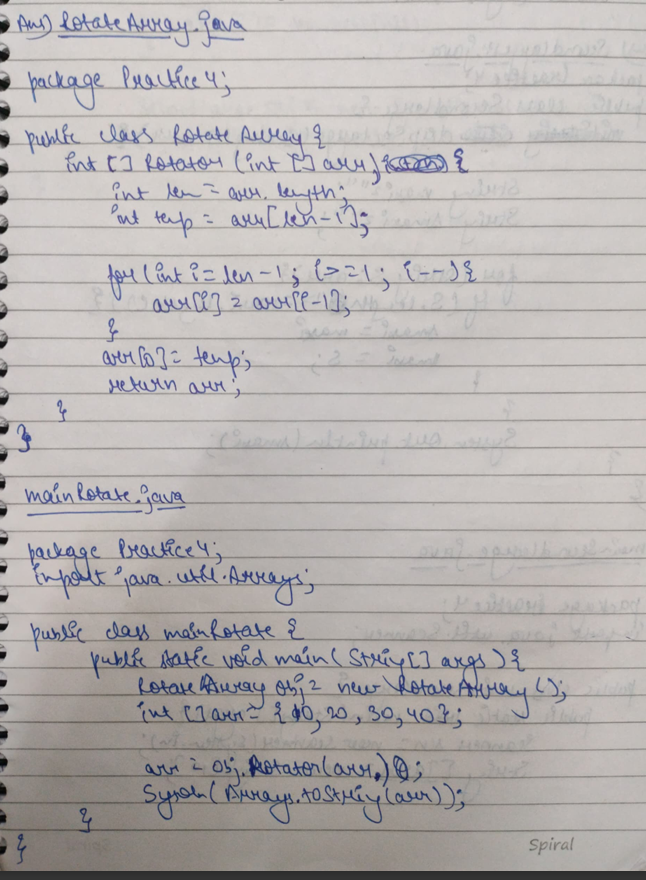 Ans) RotateArray.java
package Practice4;
public class RotateArray {
int [] Rotator (int [] arr) {
int len = arr.length;
int temp = arr[len-1];
for (int i = len - 1; i >= 1; i--) {
arr[i] = arr[i-1];
}
arr[0] = temp;
return arr;
}
}
mainRotate.java
package Practice4;
import java.util.Arrays;
public class mainRotate {
public static void main(String[] args) {
RotateArray obj = new RotateArray();
int [] arr = {10, 20, 30, 40};
arr = obj.Rotator(arr);
Sysout(Arrays.toString(arr));
}
}
Spiral